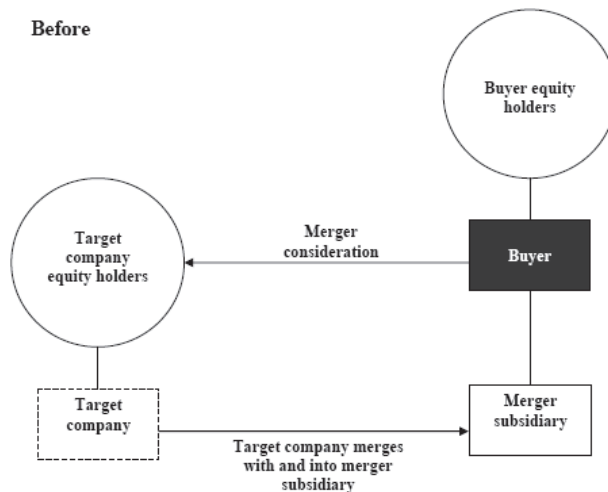 Before
Buyer equity
holders
Target
company
equity holders
Merger
consideration
Buyer
Target
company
Merger
subsidiary
Target company merges
with and into merger
subsidiary